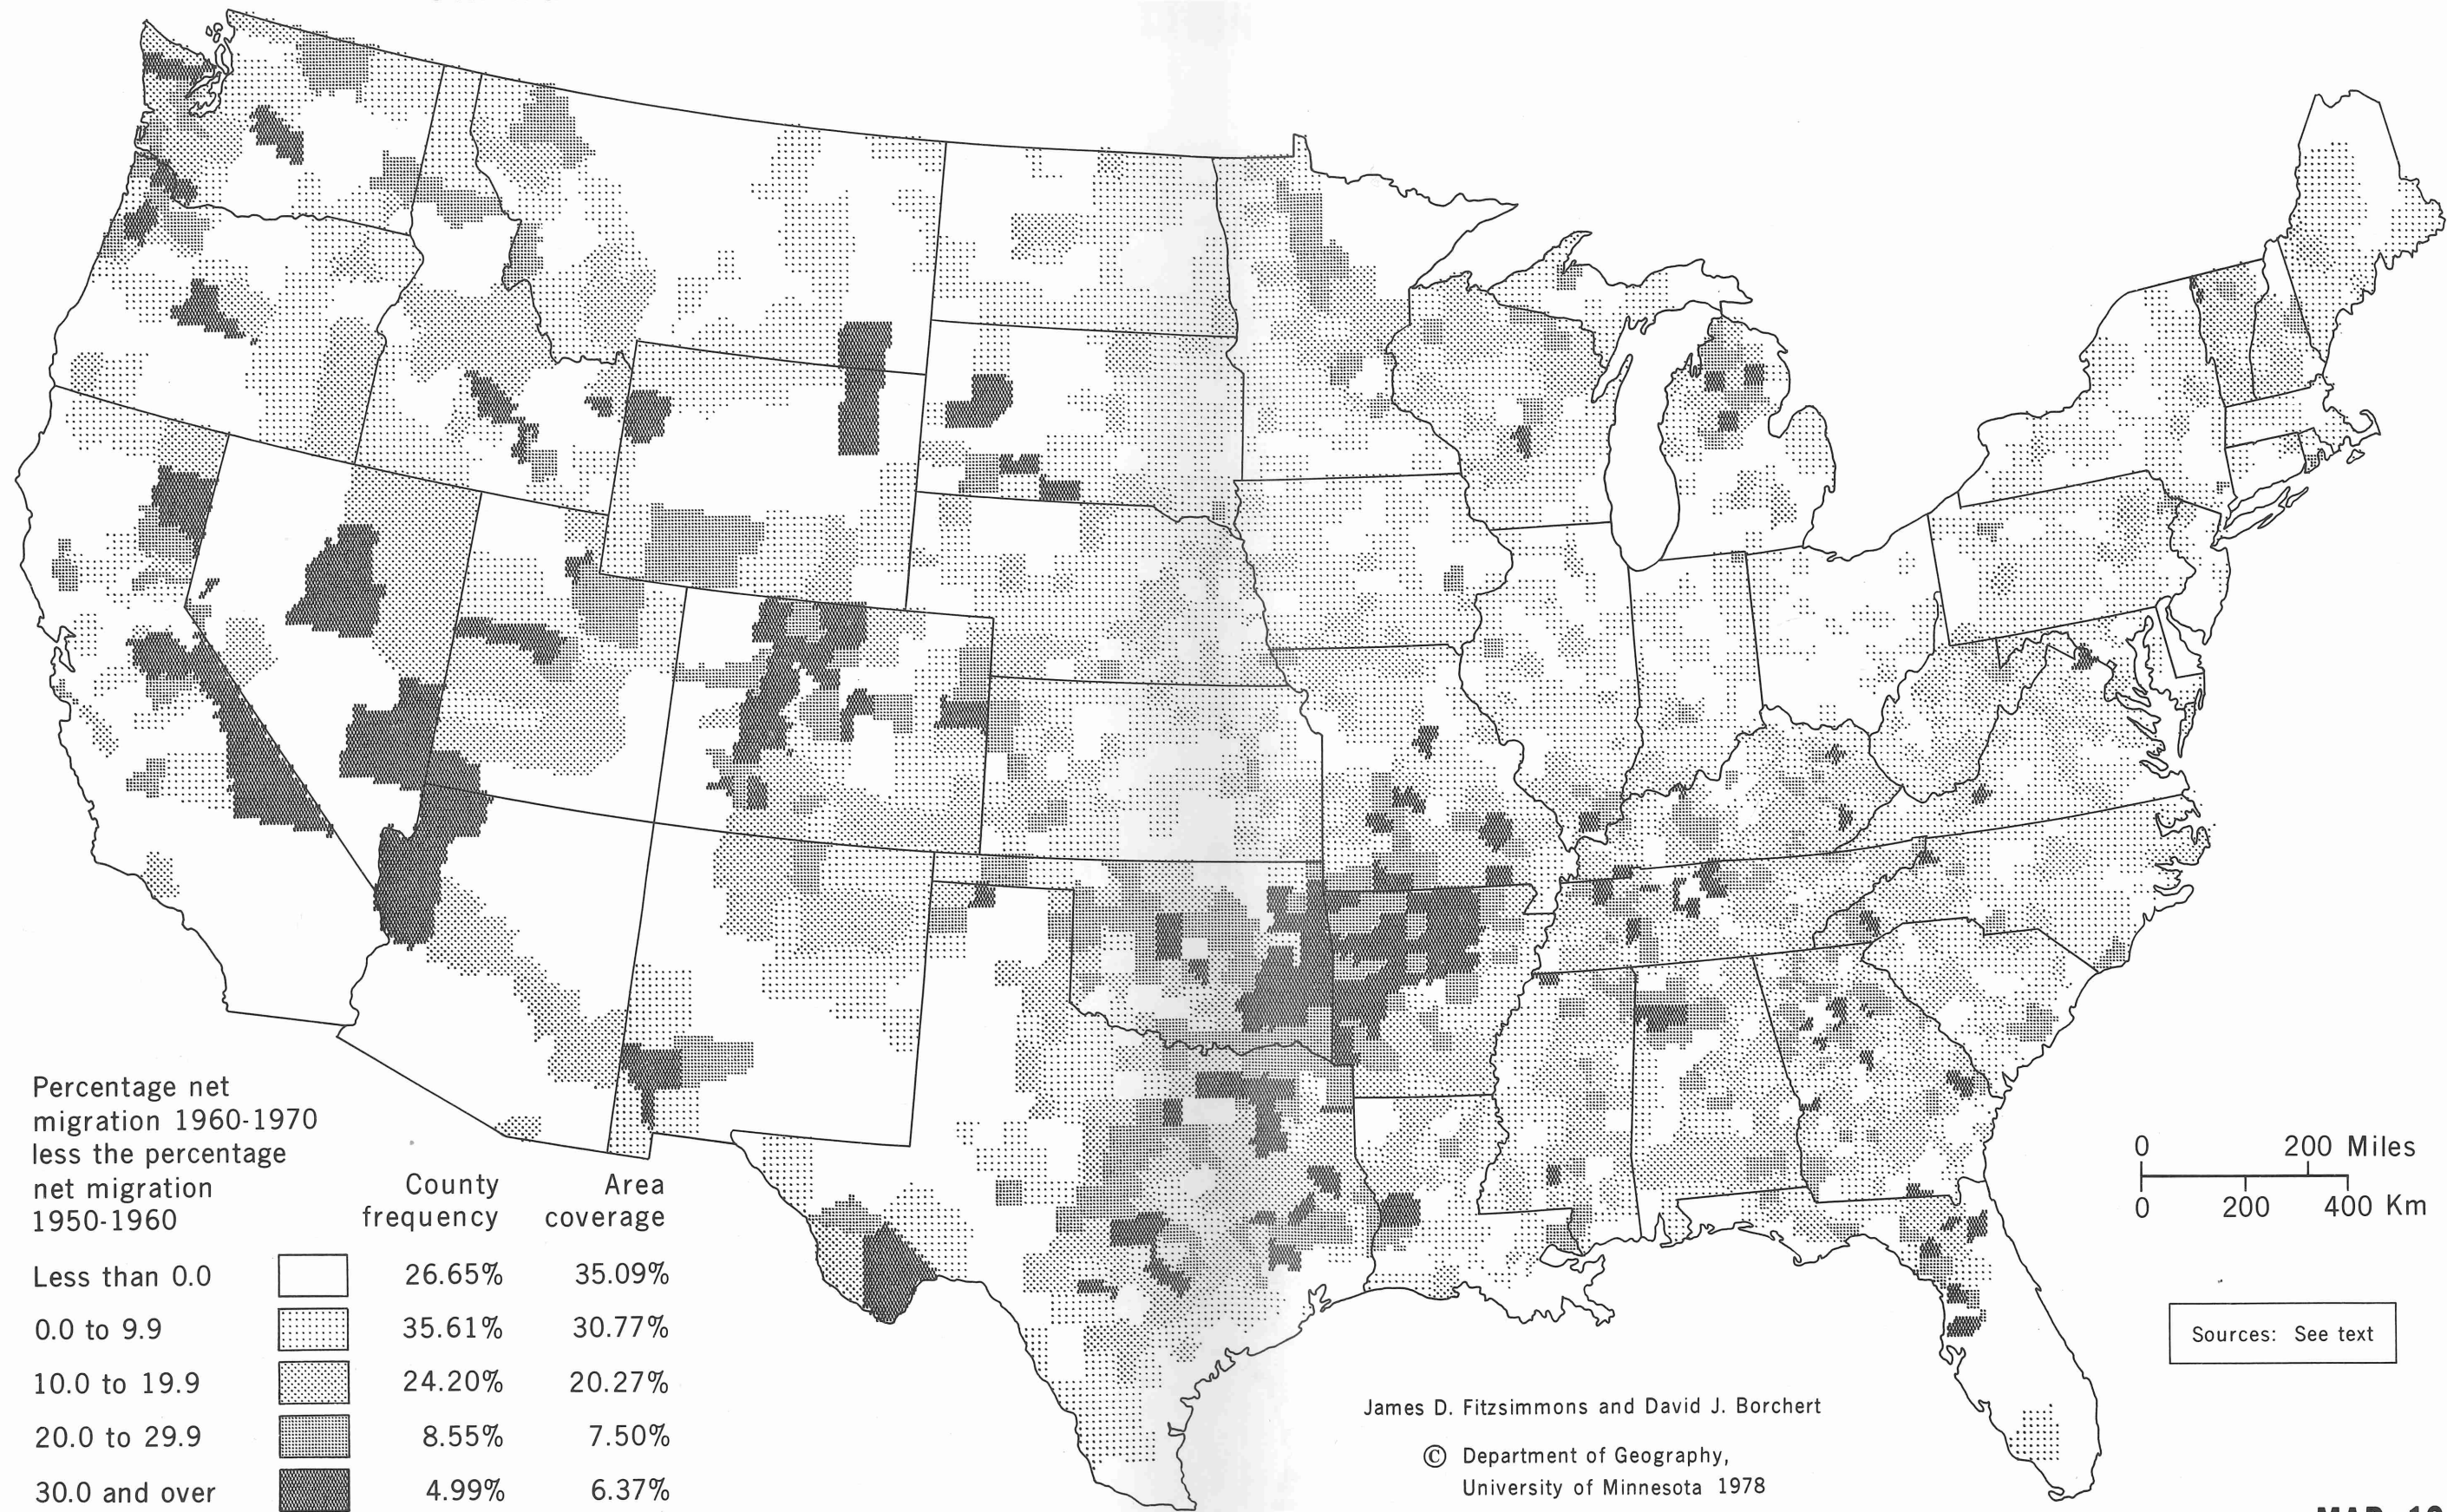 Percentage net
migration 1960-1970
less the percentage
net migration
1950-1960
County
frequency
Area
coverage
Less than 0.0 26.65% 35.09%
0.0 to 9.9 35.61% 30.77%
10.0 to 19.9 24.20% 20.27%
20.0 to 29.9 8.55% 7.50%
30.0 and over 4.99% 6.37%
0 200 Miles
0 200 400 Km
Sources: See text
James D. Fitzsimmons and David J. Borchert
© Department of Geography,
University of Minnesota 1978